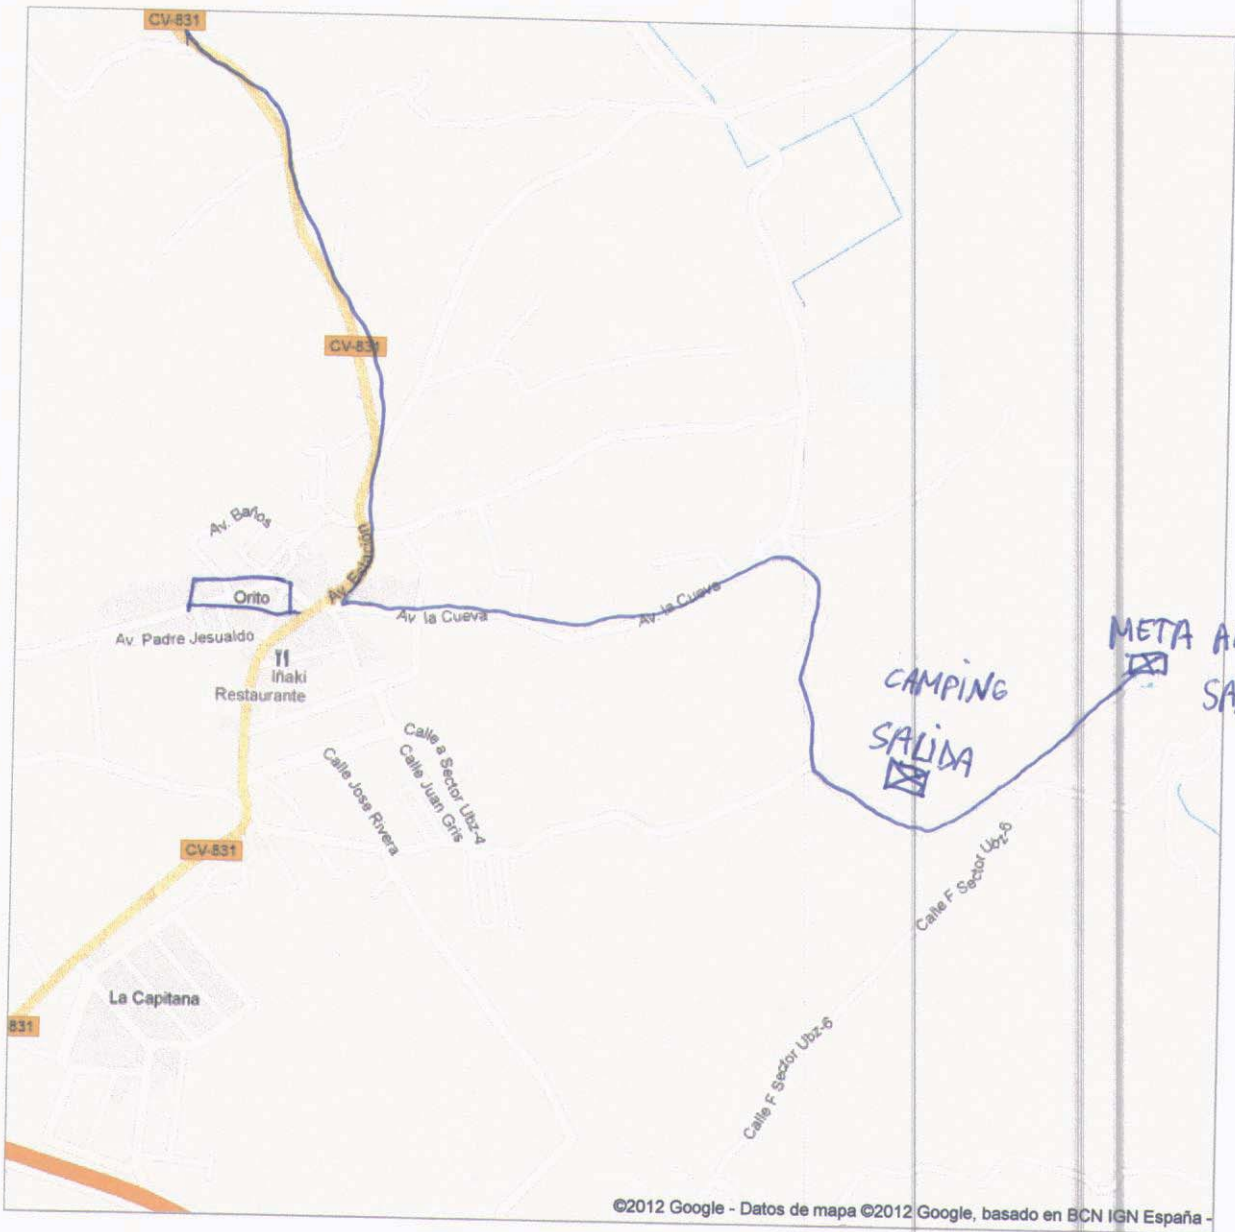 CV-831
CV-831
Av. Baños
Av. Estación
Orito
Av. la Cueva
Av. la Cueva
Av. Padre Jesualdo
META
Iñaki
Restaurante
CAMPING
SALIDA
Calle a Sector Ubz-4
Calle Juan Gris
Calle Jose Rivera
CV-831
Calle F Sector Ubz-6
La Capitana
831
Calle F Sector Ubz-6
©2012 Google - Datos de mapa ©2012 Google, basado en BCN IGN España -